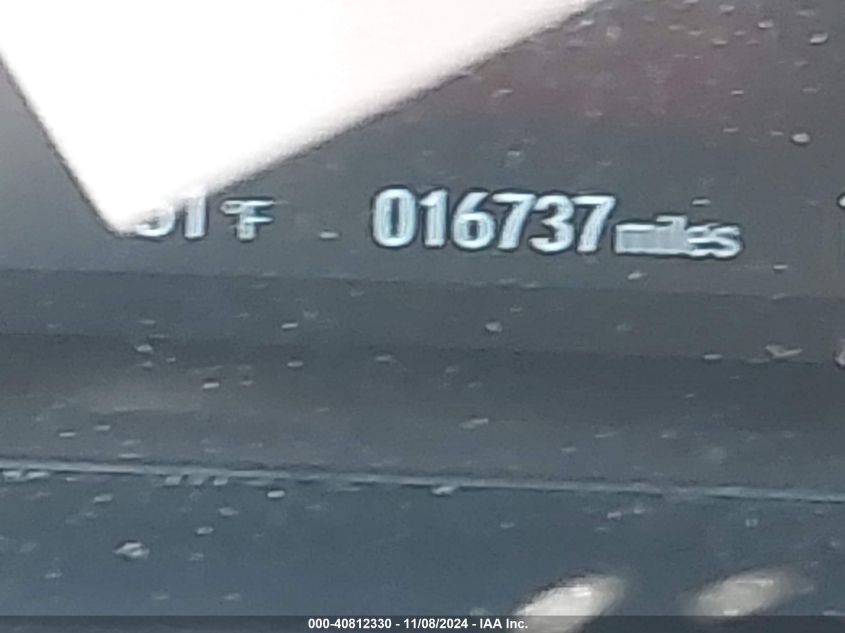 °F 016737 miles
000-40812330 - 11/08/2024 - IAA Inc.